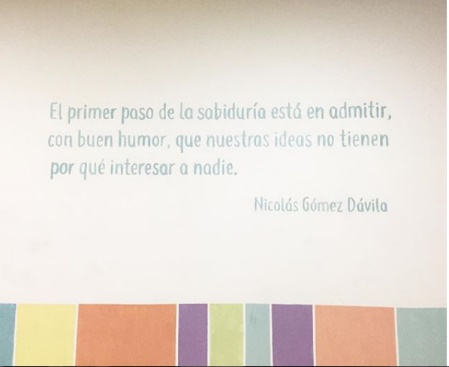 El primer paso de la sabiduría está en admitir,
con buen humor, que nuestras ideas no tienen
por qué interesar a nadie.
Nicolás Gómez Dávila